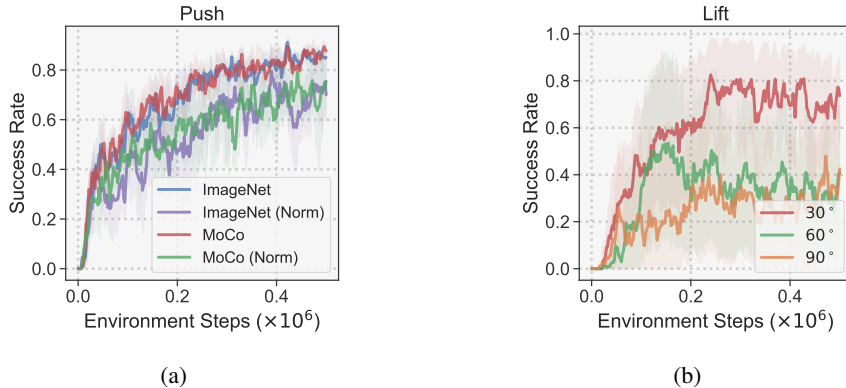 Push
Success Rate
0.8
0.6
0.4
0.2
0.0
ImageNet
ImageNet (Norm)
MoCo
MoCo (Norm)
0.0 0.2 0.4
Environment Steps (×10⁶)
(a)
Lift
Success Rate
1.0
0.8
0.6
0.4
0.2
0.0
30°
60°
90°
0.0 0.2 0.4
Environment Steps (×10⁶)
(b)